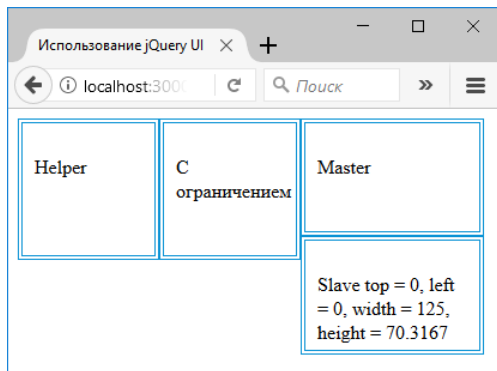 Использование jQuery UI
localhost:3000
Поиск
Helper
С
ограничением
Master
Slave top = 0, left
= 0, width = 125,
height = 70.3167